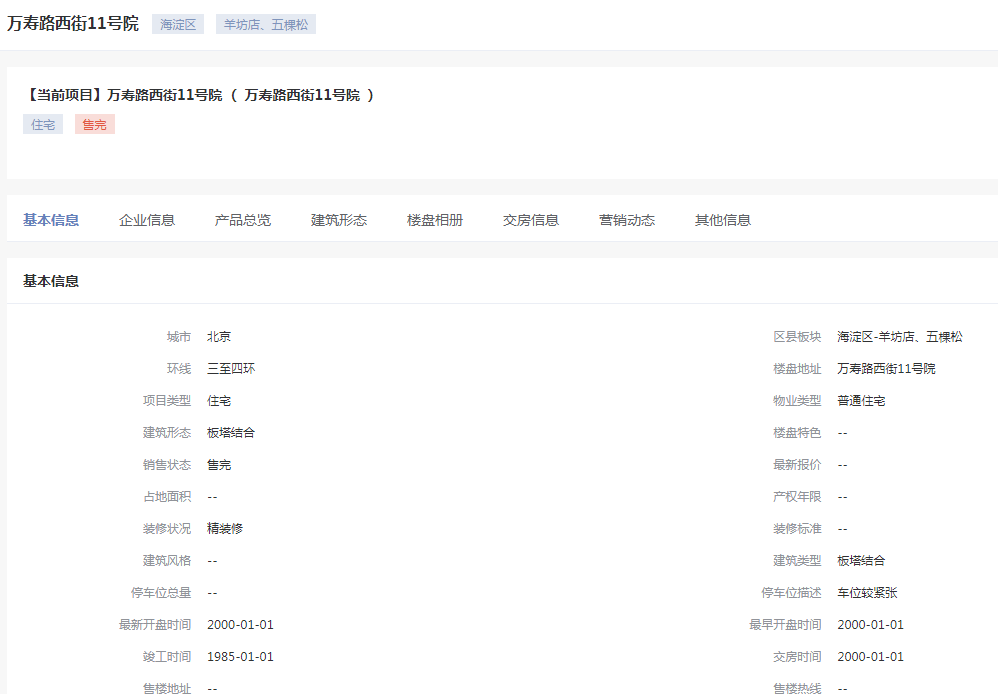 万寿路西街11号院 海淀区 羊坊店、五棵松
【当前项目】万寿路西街11号院 （ 万寿路西街11号院 ）
住宅 售完
基本信息 企业信息 产品总览 建筑形态 楼盘相册 交房信息 营销动态 其他信息
基本信息
城市 北京 区县板块 海淀区-羊坊店、五棵松
环线 三至四环 楼盘地址 万寿路西街11号院
项目类型 住宅 物业类型 普通住宅
建筑形态 板塔结合 楼盘特色 --
销售状态 售完 最新报价 --
占地面积 -- 产权年限 --
装修状况 精装修 装修标准 --
建筑风格 -- 建筑类型 板塔结合
停车位总量 -- 停车位描述 车位较紧张
最新开盘时间 2000-01-01 最早开盘时间 2000-01-01
竣工时间 1985-01-01 交房时间 2000-01-01
售楼地址 -- 售楼热线 --